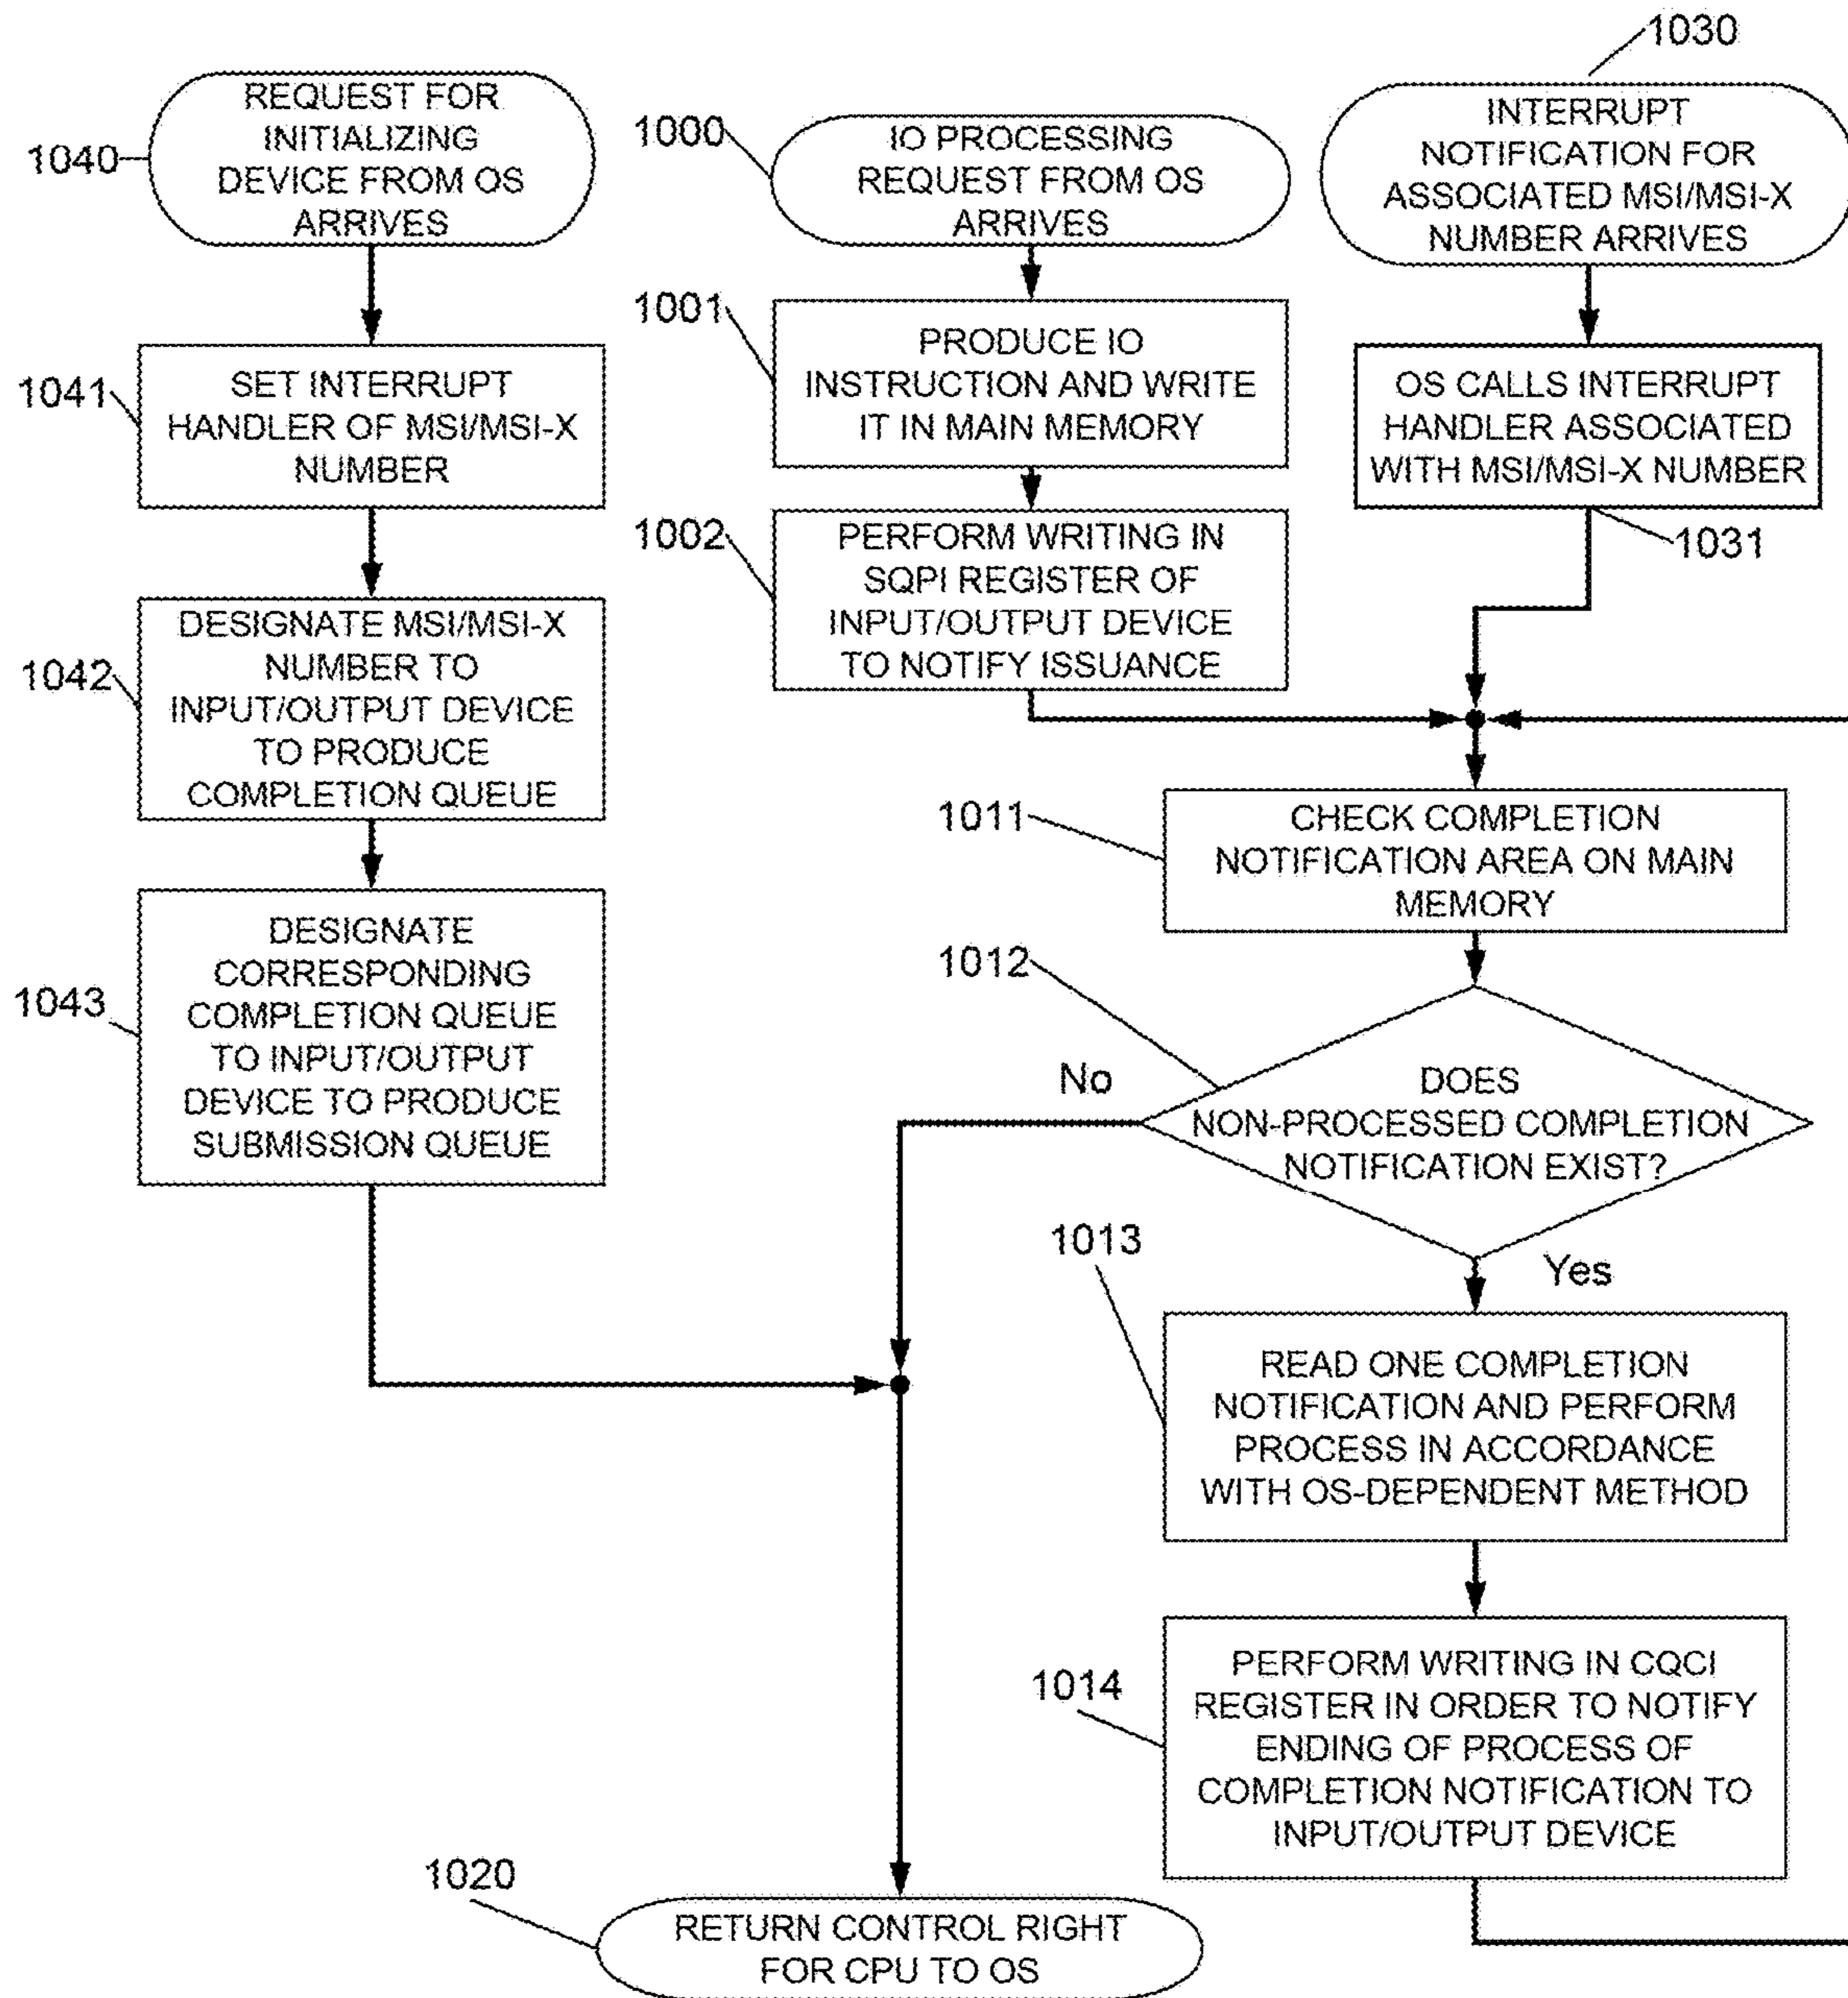 1030
REQUEST FOR
INITIALIZING
DEVICE FROM OS
ARRIVES
1040
1000
IO PROCESSING
REQUEST FROM OS
ARRIVES
INTERRUPT
NOTIFICATION FOR
ASSOCIATED MSI/MSI-X
NUMBER ARRIVES
1041
SET INTERRUPT
HANDLER OF MSI/MSI-X
NUMBER
1001
PRODUCE IO
INSTRUCTION AND WRITE
IT IN MAIN MEMORY
OS CALLS INTERRUPT
HANDLER ASSOCIATED
WITH MSI/MSI-X NUMBER
1031
1002
PERFORM WRITING IN
SQPI REGISTER OF
INPUT/OUTPUT DEVICE
TO NOTIFY ISSUANCE
1042
DESIGNATE MSI/MSI-X
NUMBER TO
INPUT/OUTPUT DEVICE
TO PRODUCE
COMPLETION QUEUE
1011
CHECK COMPLETION
NOTIFICATION AREA ON MAIN
MEMORY
1043
DESIGNATE
CORRESPONDING
COMPLETION QUEUE
TO INPUT/OUTPUT
DEVICE TO PRODUCE
SUBMISSION QUEUE
1012
No
DOES
NON-PROCESSED COMPLETION
NOTIFICATION EXIST?
Yes
1013
READ ONE COMPLETION
NOTIFICATION AND PERFORM
PROCESS IN ACCORDANCE
WITH OS-DEPENDENT METHOD
1014
PERFORM WRITING IN CQCI
REGISTER IN ORDER TO NOTIFY
ENDING OF PROCESS OF
COMPLETION NOTIFICATION TO
INPUT/OUTPUT DEVICE
1020
RETURN CONTROL RIGHT
FOR CPU TO OS